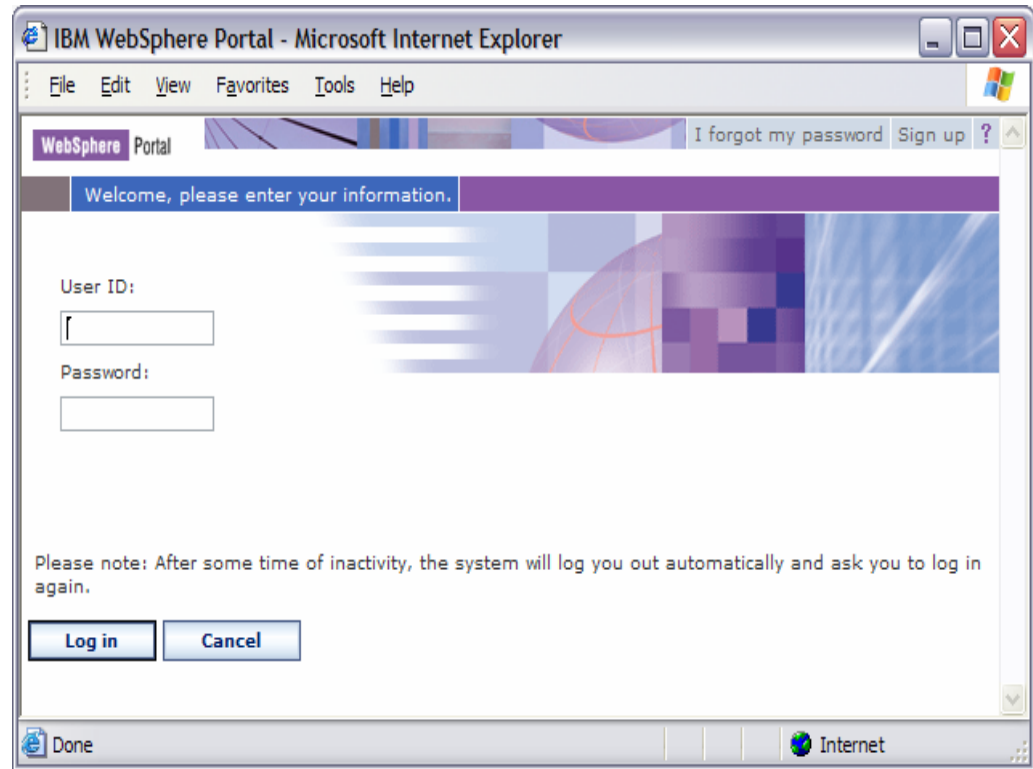 IBM WebSphere Portal - Microsoft Internet Explorer
File Edit View Favorites Tools Help
WebSphere Portal I forgot my password Sign up ?
Welcome, please enter your information.
User ID:
Password:
Please note: After some time of inactivity, the system will log you out automatically and ask you to log in
again.
Log in Cancel
Done Internet